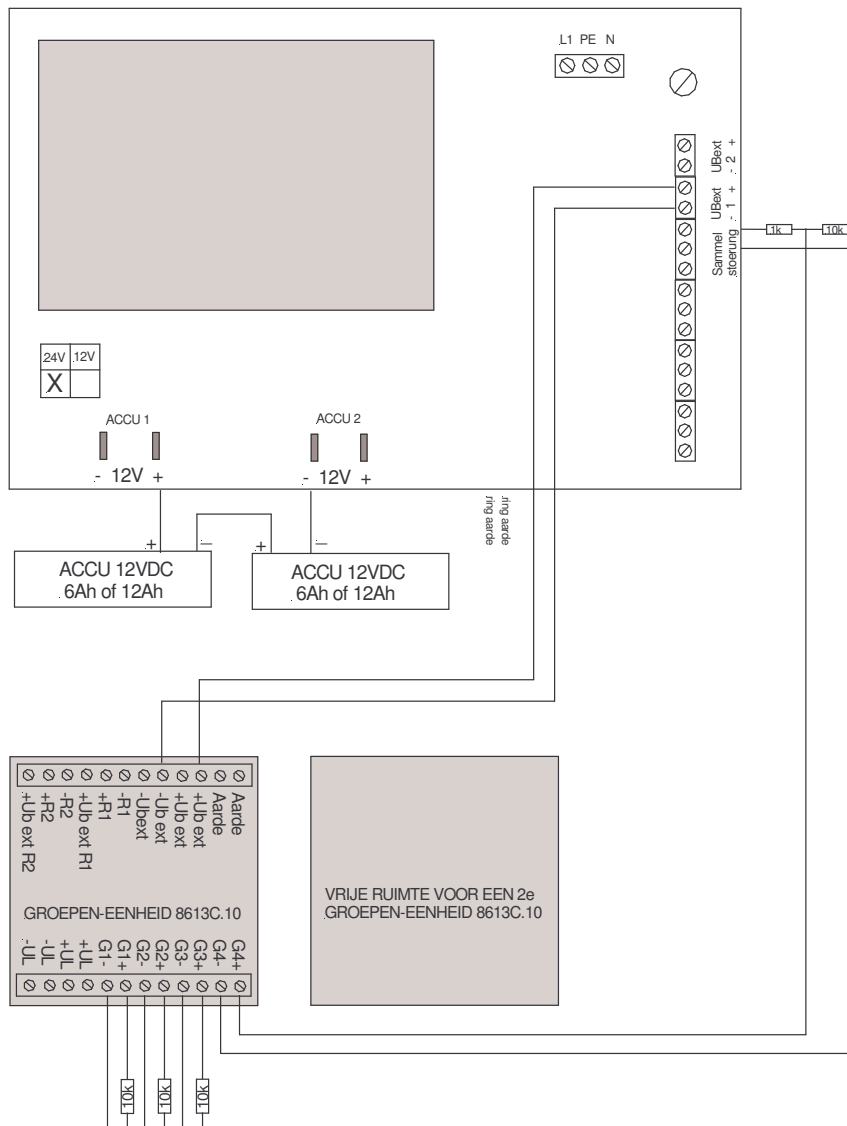 L1 PE N
UBext
- 2 +
UBext
- 1 +
Sammel
stoerung
1k
10k
24V 12V
X
ACCU 1
ACCU 2
- 12V +
- 12V +
ring aarde
ring aarde
+ –
+ –
ACCU 12VDC
6Ah of 12Ah
ACCU 12VDC
6Ah of 12Ah
+Ub ext R2
+R2
-R2
+Ub ext R1
+R1
-R1
-Ubext
-Ub ext
+Ub ext
+Ub ext
Aarde
Aarde
GROEPEN-EENHEID 8613C.10
-UL
-UL
+UL
+UL
G1-
G1+
G2-
G2+
G3-
G3+
G4-
G4+
VRIJE RUIMTE VOOR EEN 2e
GROEPEN-EENHEID 8613C.10
10k
10k
10k